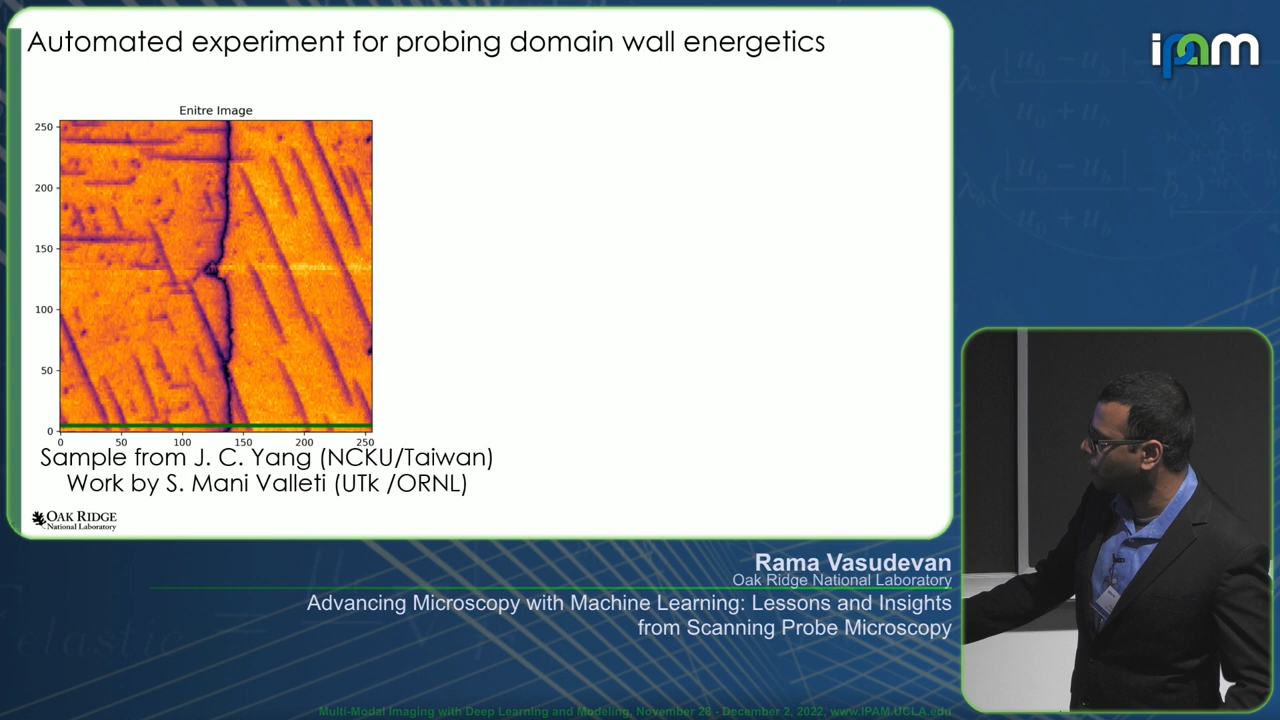 Automated experiment for probing domain wall energetics
ipam
Enitre Image
250
200
150
100
50
0
0 50 100 150 200 250
Sample from J. C. Yang (NCKU/Taiwan)
Work by S. Mani Valleti (UTk /ORNL)
OAK RIDGE
National Laboratory
Rama Vasudevan
Oak Ridge National Laboratory
Advancing Microscopy with Machine Learning: Lessons and Insights
from Scanning Probe Microscopy
elastic
Multi-Modal Imaging with Deep Learning and Modeling, November 28 - December 2, 2022, www.IPAM.UCLA.edu